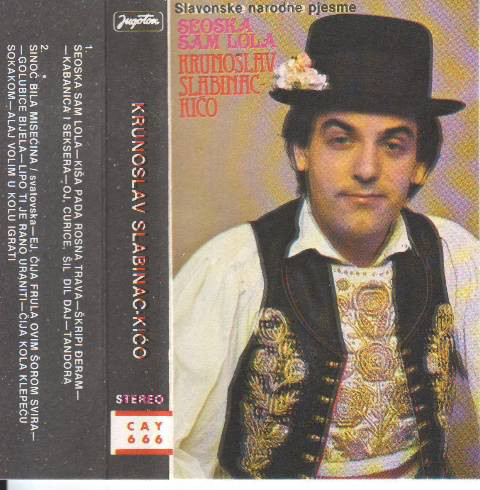 Jugoton
1.
SEOSKA SAM LOLA—KIŠA PADA ROSNA TRAVA—ŠKRIPI ĐERAM—
—KABANICA I SEKSERA—OJ, CURICE, ŠIL DIL DAJ—TANDORA
2.
SINOĆ BILA MISEČINA / svatovska—EJ, ČIJA FRULA OVIM ŠOROM SVIRA—
—GOLUBICE BIJELA—LIPO TI JE RANO URANITI—ČIJA KOLA KLEPEĆU
SOKAKOM—ALAJ VOLIM U KOLU IGRATI
KRUNOSLAV SLABINAC-KIĆO
STEREO
CAY
666
Slavonske narodne pjesme
SEOSKA
SAM LOLA
KRUNOSLAV
SLABINAC-
KIĆO